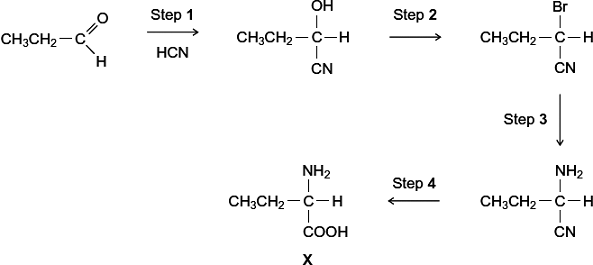 O
CH₃CH₂ — C
H
Step 1
HCN
OH
CH₃CH₂ — C — H
CN
Step 2
Br
CH₃CH₂ — C — H
CN
Step 3
NH₂
CH₃CH₂ — C — H
COOH
X
Step 4
NH₂
CH₃CH₂ — C — H
CN